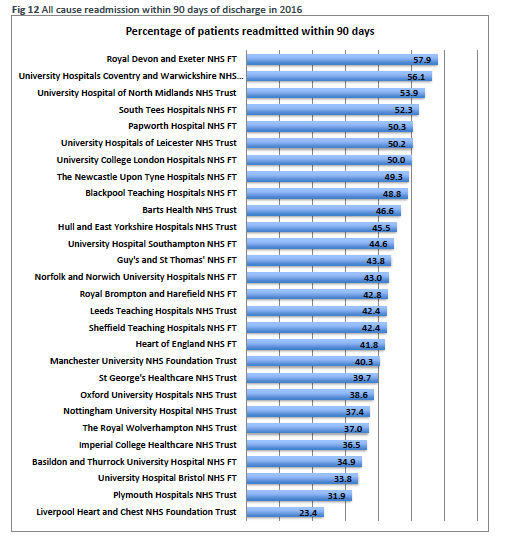 Fig 12 All cause readmission within 90 days of discharge in 2016
Percentage of patients readmitted within 90 days
Royal Devon and Exeter NHS FT 57.9
University Hospitals Coventry and Warwickshire NHS... 56.1
University Hospital of North Midlands NHS Trust 53.9
South Tees Hospitals NHS FT 52.3
Papworth Hospital NHS FT 50.3
University Hospitals of Leicester NHS Trust 50.2
University College London Hospitals NHS FT 50.0
The Newcastle Upon Tyne Hospitals NHS FT 49.3
Blackpool Teaching Hospitals NHS FT 48.8
Barts Health NHS Trust 46.6
Hull and East Yorkshire Hospitals NHS Trust 45.5
University Hospital Southampton NHS FT 44.6
Guy's and St Thomas' NHS FT 43.8
Norfolk and Norwich University Hospitals NHS FT 43.0
Royal Brompton and Harefield NHS FT 42.8
Leeds Teaching Hospitals NHS Trust 42.4
Sheffield Teaching Hospitals NHS FT 42.4
Heart of England NHS FT 41.8
Manchester University NHS Foundation Trust 40.3
St George's Healthcare NHS Trust 39.7
Oxford University Hospitals NHS Trust 38.6
Nottingham University Hospital NHS Trust 37.4
The Royal Wolverhampton NHS Trust 37.0
Imperial College Healthcare NHS Trust 36.5
Basildon and Thurrock University Hospital NHS FT 34.9
University Hospital Bristol NHS FT 33.8
Plymouth Hospitals NHS Trust 31.9
Liverpool Heart and Chest NHS Foundation Trust 23.4